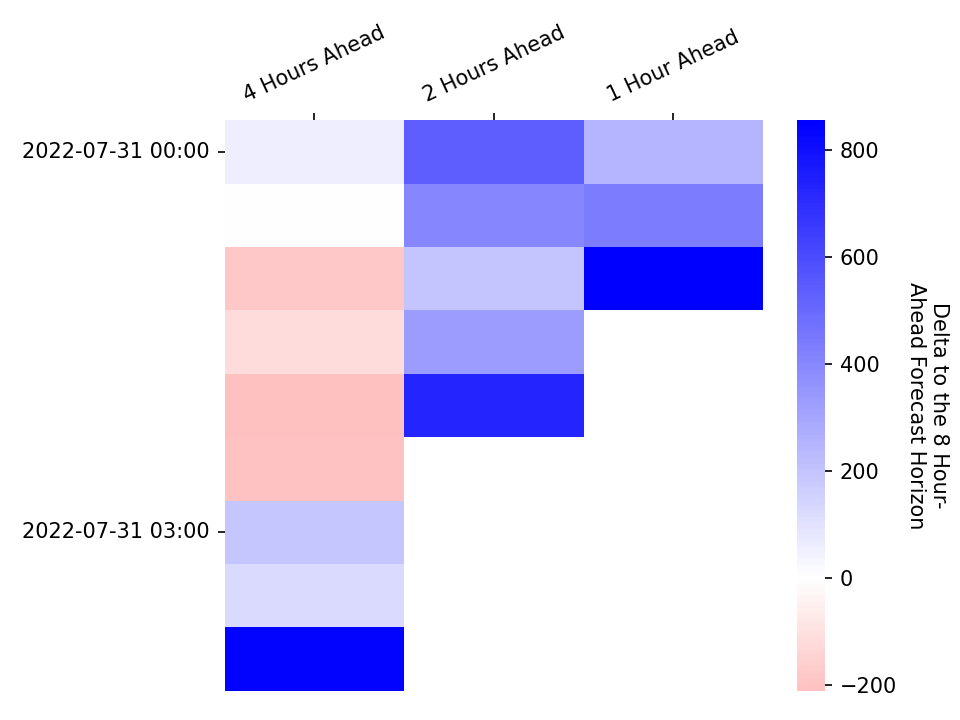 4 Hours Ahead
2 Hours Ahead
1 Hour Ahead
2022-07-31 00:00
2022-07-31 03:00
800
600
400
200
0
−200
Delta to the 8 Hour-
Ahead Forecast Horizon